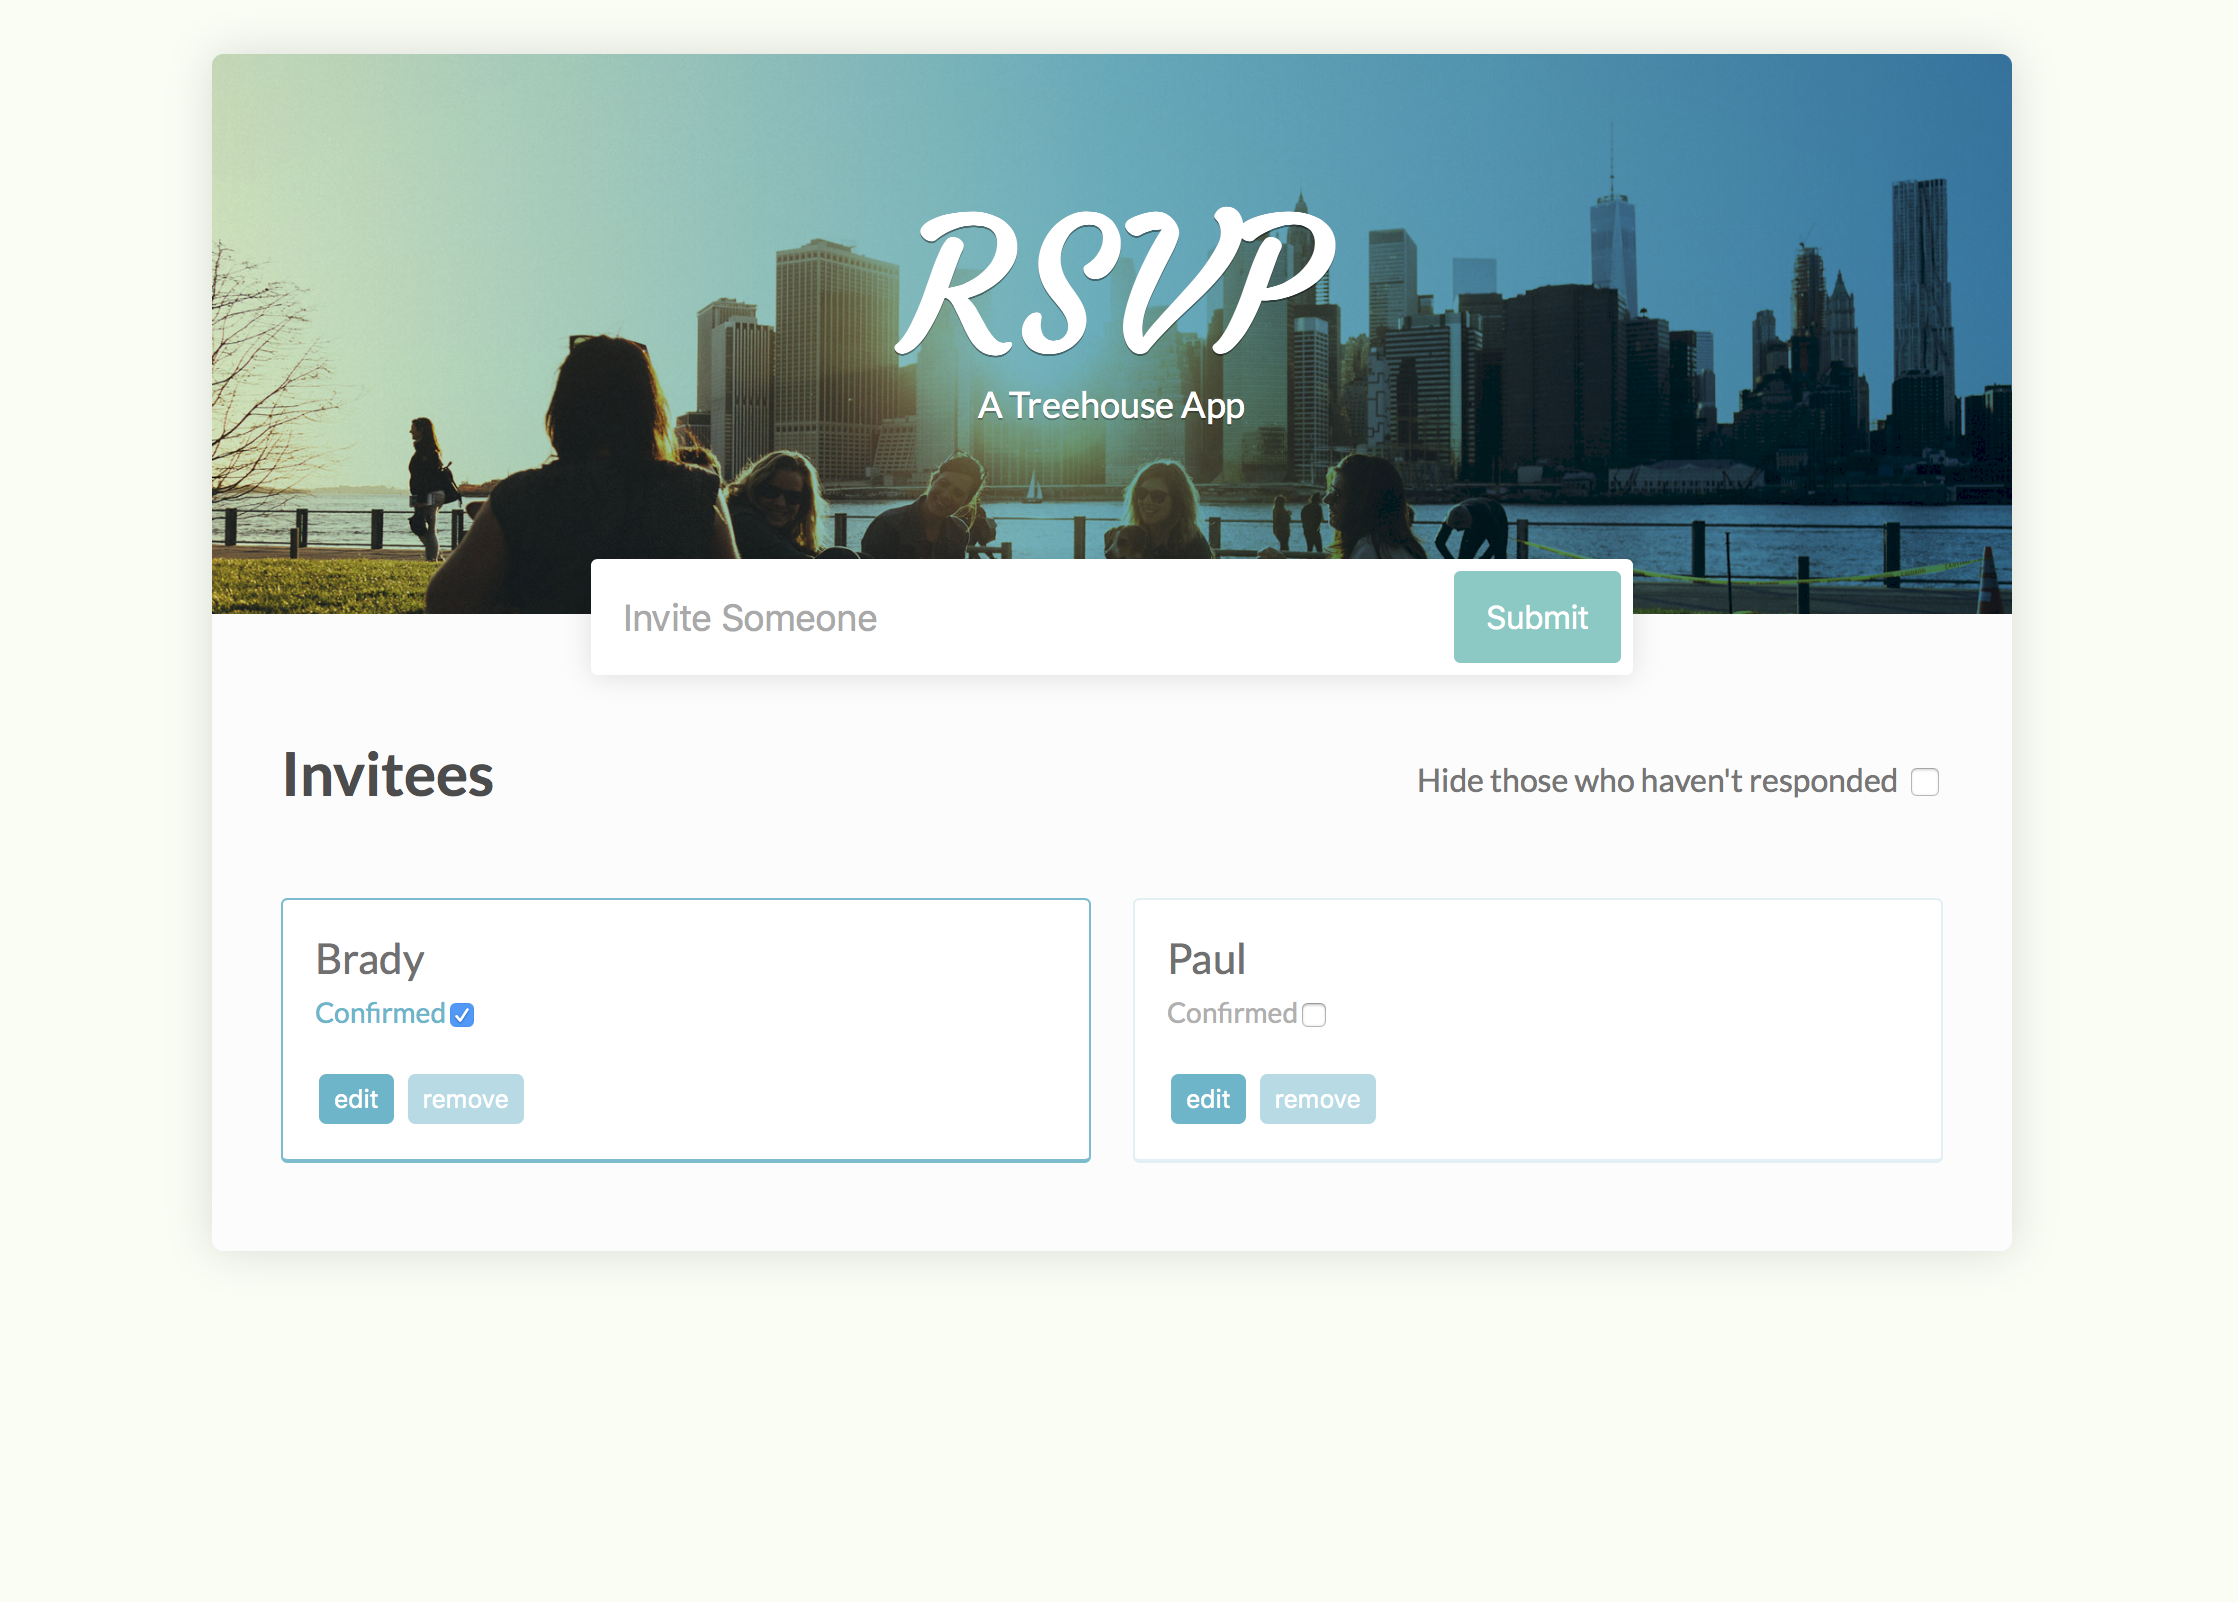 RSVP
A Treehouse App
Invite Someone
Submit
Invitees
Hide those who haven't responded
Brady
Confirmed
edit
remove
Paul
Confirmed
edit
remove